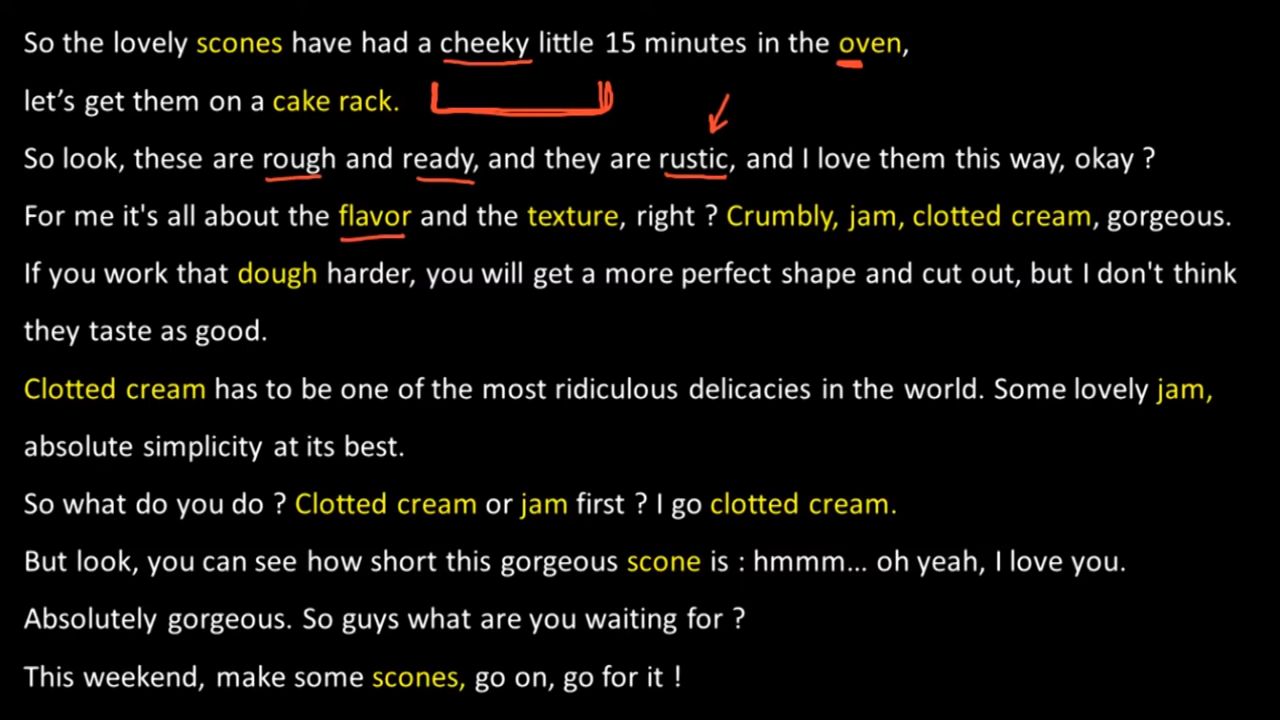 So the lovely scones have had a cheeky little 15 minutes in the oven,
let’s get them on a cake rack.
So look, these are rough and ready, and they are rustic, and I love them this way, okay ?
For me it's all about the flavor and the texture, right ? Crumbly, jam, clotted cream, gorgeous.
If you work that dough harder, you will get a more perfect shape and cut out, but I don't think
they taste as good.
Clotted cream has to be one of the most ridiculous delicacies in the world. Some lovely jam,
absolute simplicity at its best.
So what do you do ? Clotted cream or jam first ? I go clotted cream.
But look, you can see how short this gorgeous scone is : hmmm... oh yeah, I love you.
Absolutely gorgeous. So guys what are you waiting for ?
This weekend, make some scones, go on, go for it !